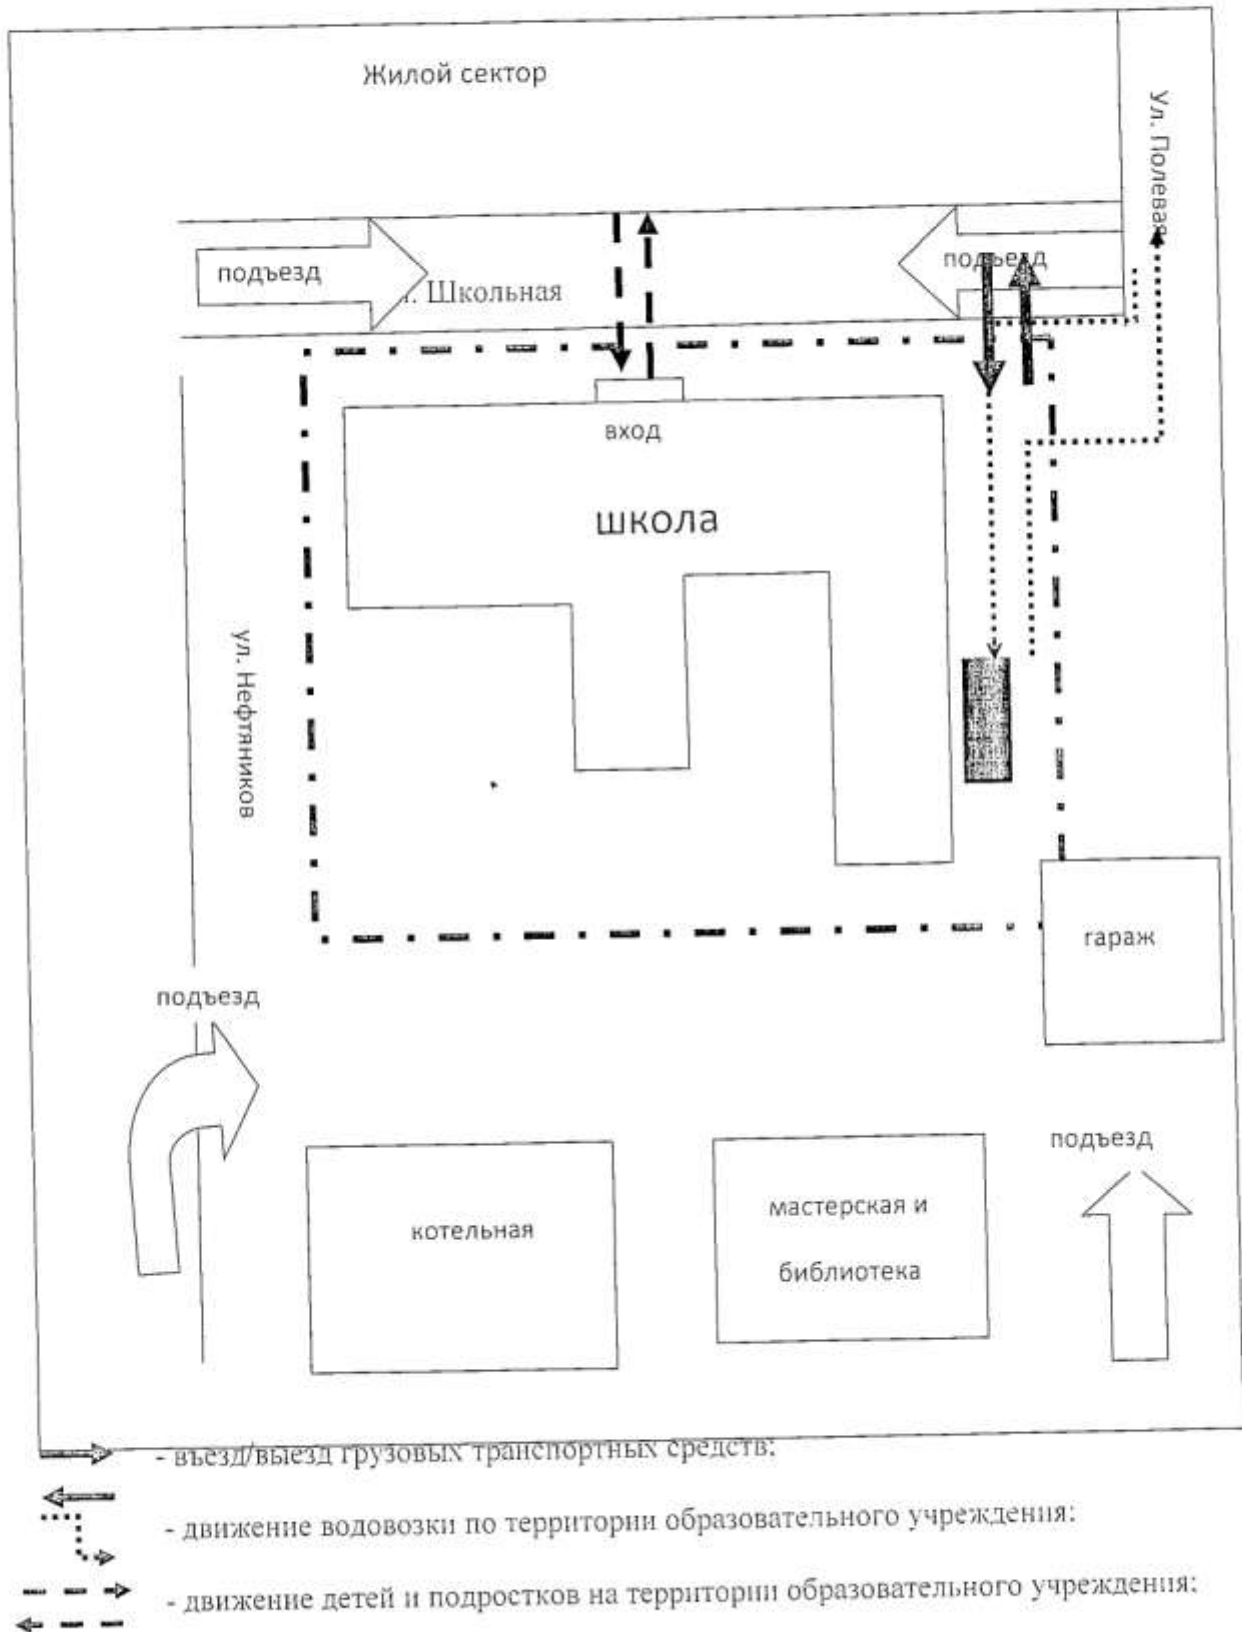 Жилой сектор
Ул. Полевая
подъезд
подъезд
. Школьная
вход
школа
ул. Нефтяников
гараж
подъезд
подъезд
котельная
мастерская и
библиотека
- въезд/выезд грузовых транспортных средств;
- движение водовозки по территории образовательного учреждения;
- движение детей и подростков на территории образовательного учреждения;